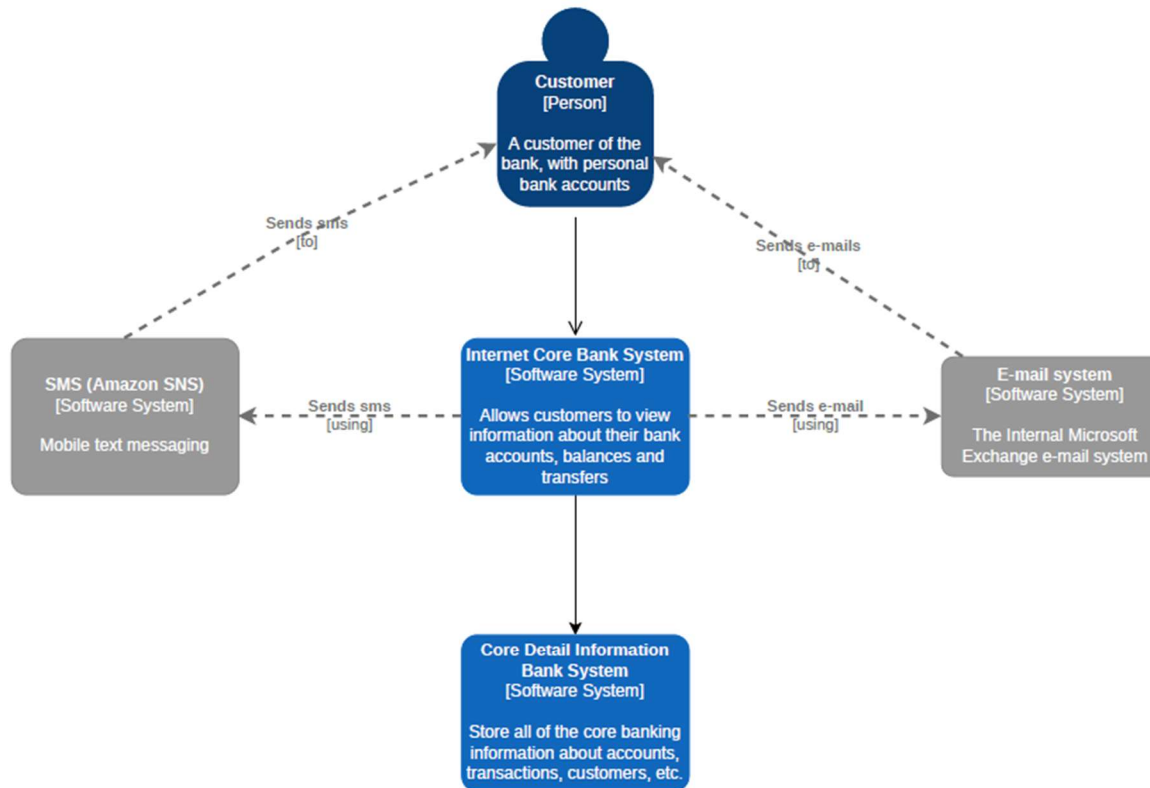 Customer
[Person]
A customer of the
bank, with personal
bank accounts
Sends sms
[to]
Sends e-mails
[to]
SMS (Amazon SNS)
[Software System]
Mobile text messaging
Sends sms
[using]
Internet Core Bank System
[Software System]
Allows customers to view
information about their bank
accounts, balances and
transfers
Sends e-mail
[using]
E-mail system
[Software System]
The Internal Microsoft
Exchange e-mail system
Core Detail Information
Bank System
[Software System]
Store all of the core banking
information about accounts,
transactions, customers, etc.